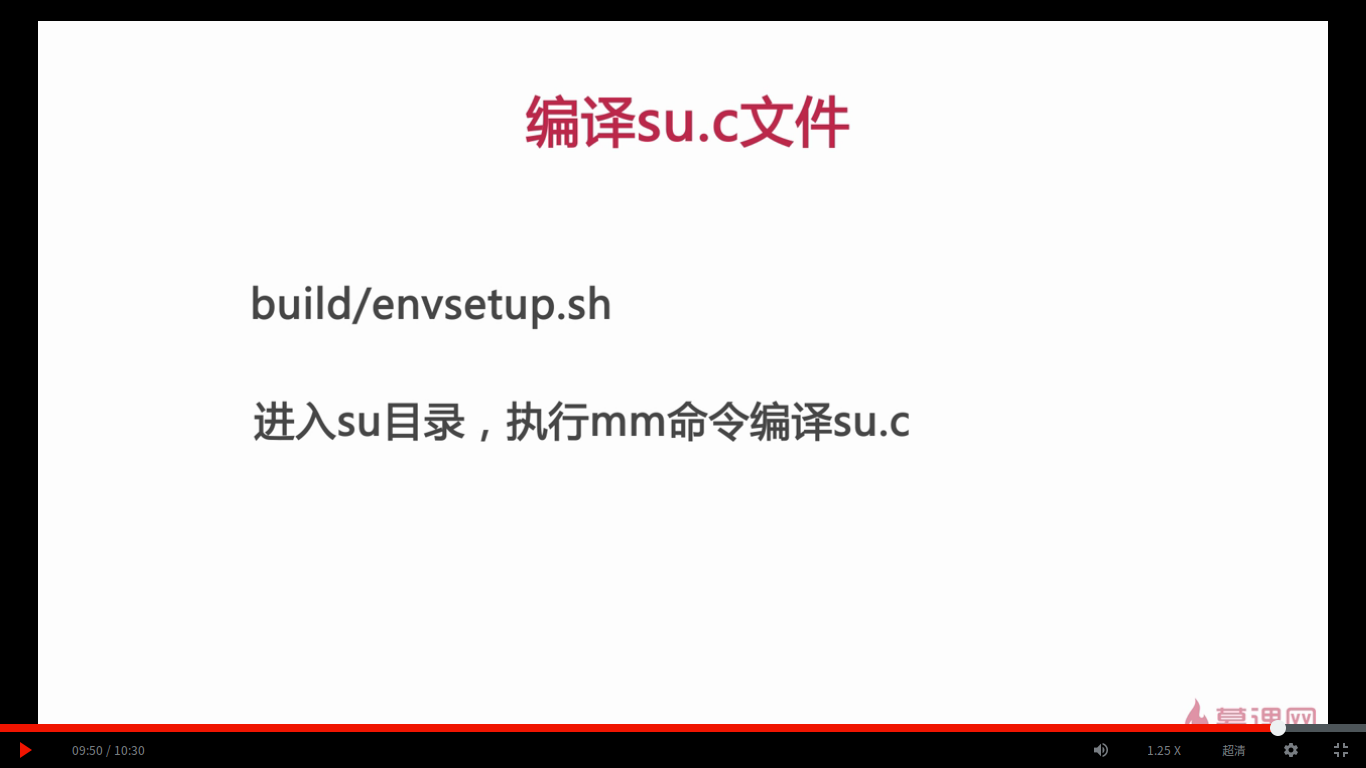 编译su.c文件
build/envsetup.sh
进入su目录，执行mm命令编译su.c
慕课网
09:50 / 10:30
1.25 X
超清